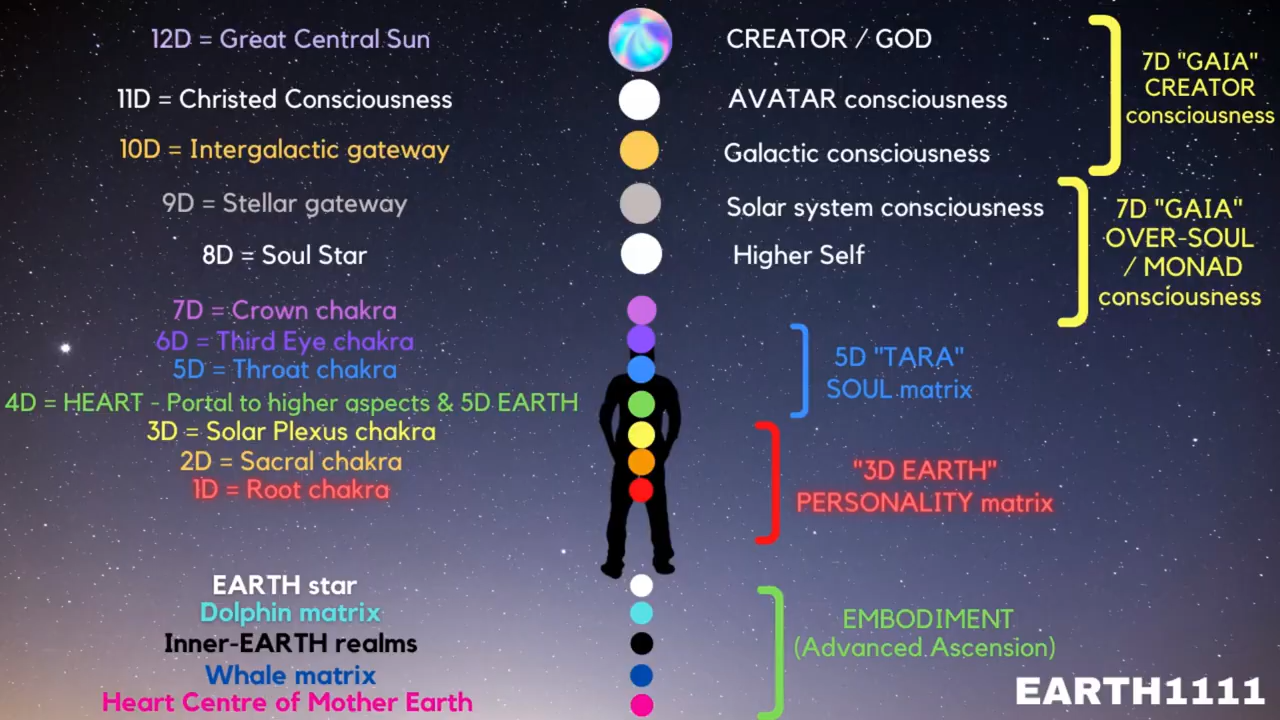 12D = Great Central Sun
CREATOR / GOD
11D = Christed Consciousness
AVATAR consciousness
10D = Intergalactic gateway
Galactic consciousness
7D "GAIA"
CREATOR
consciousness
9D = Stellar gateway
Solar system consciousness
8D = Soul Star
Higher Self
7D "GAIA"
OVER-SOUL
/ MONAD
consciousness
7D = Crown chakra
6D = Third Eye chakra
5D = Throat chakra
5D "TARA"
SOUL matrix
4D = HEART - Portal to higher aspects & 5D EARTH
3D = Solar Plexus chakra
2D = Sacral chakra
1D = Root chakra
"3D EARTH"
PERSONALITY matrix
EARTH star
Dolphin matrix
Inner-EARTH realms
Whale matrix
Heart Centre of Mother Earth
EMBODIMENT
(Advanced Ascension)
EARTH1111